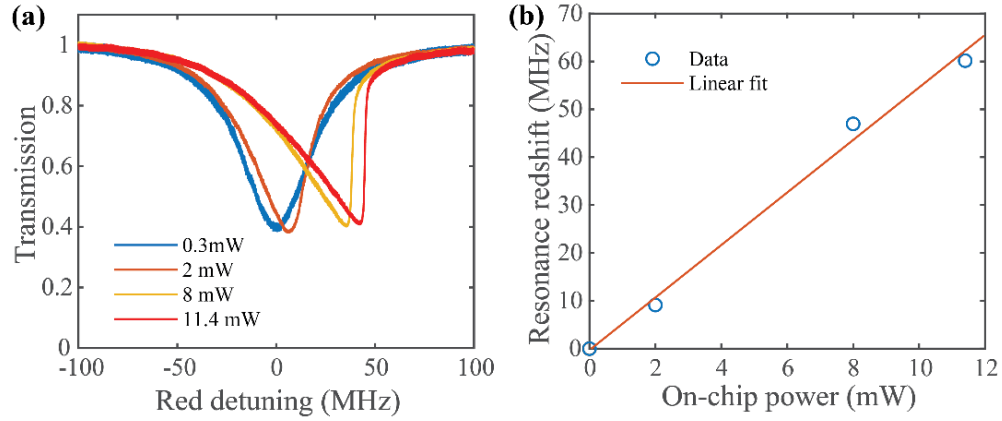 (a)
Transmission
1
0.8
0.6
0.4
0.2
0
0.3mW
2 mW
8 mW
11.4 mW
-100
-50
0
50
100
Red detuning (MHz)
(b)
Resonance redshift (MHz)
70
60
50
40
30
20
10
0
Data
Linear fit
0
2
4
6
8
10
12
On-chip power (mW)